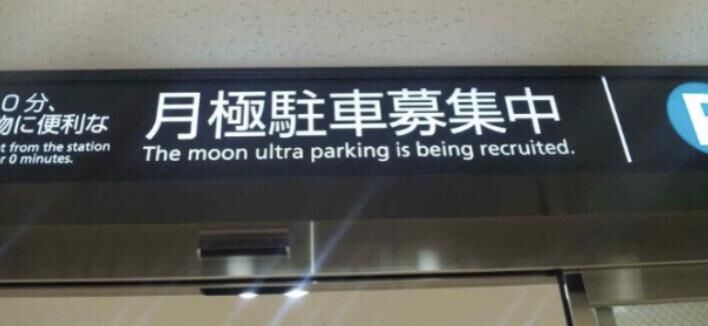 0分、
物に便利な
t from the station
r 0 minutes.
月極駐車募集中
The moon ultra parking is being recruited.